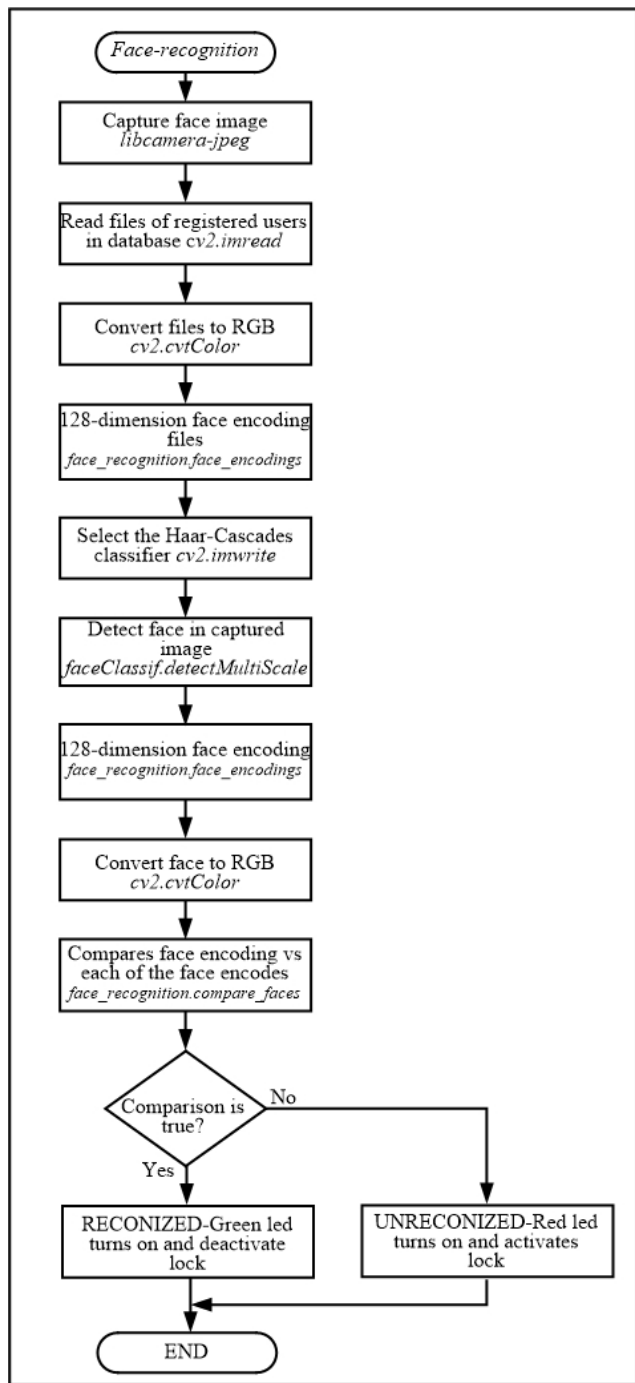 Face-recognition
Capture face image
libcamera-jpeg
Read files of registered users
in database cv2.imread
Convert files to RGB
cv2.cvtColor
128-dimension face encoding
files
face_recognition.face_encodings
Select the Haar-Cascades
classifier cv2.imwrite
Detect face in captured
image
faceClassif.detectMultiScale
128-dimension face encoding
face_recognition.face_encodings
Convert face to RGB
cv2.cvtColor
Compares face encoding vs
each of the face encodes
face_recognition.compare_faces
Comparison is
true?
No
Yes
RECONIZED-Green led
turns on and deactivate
lock
UNRECONIZED-Red led
turns on and activates
lock
END